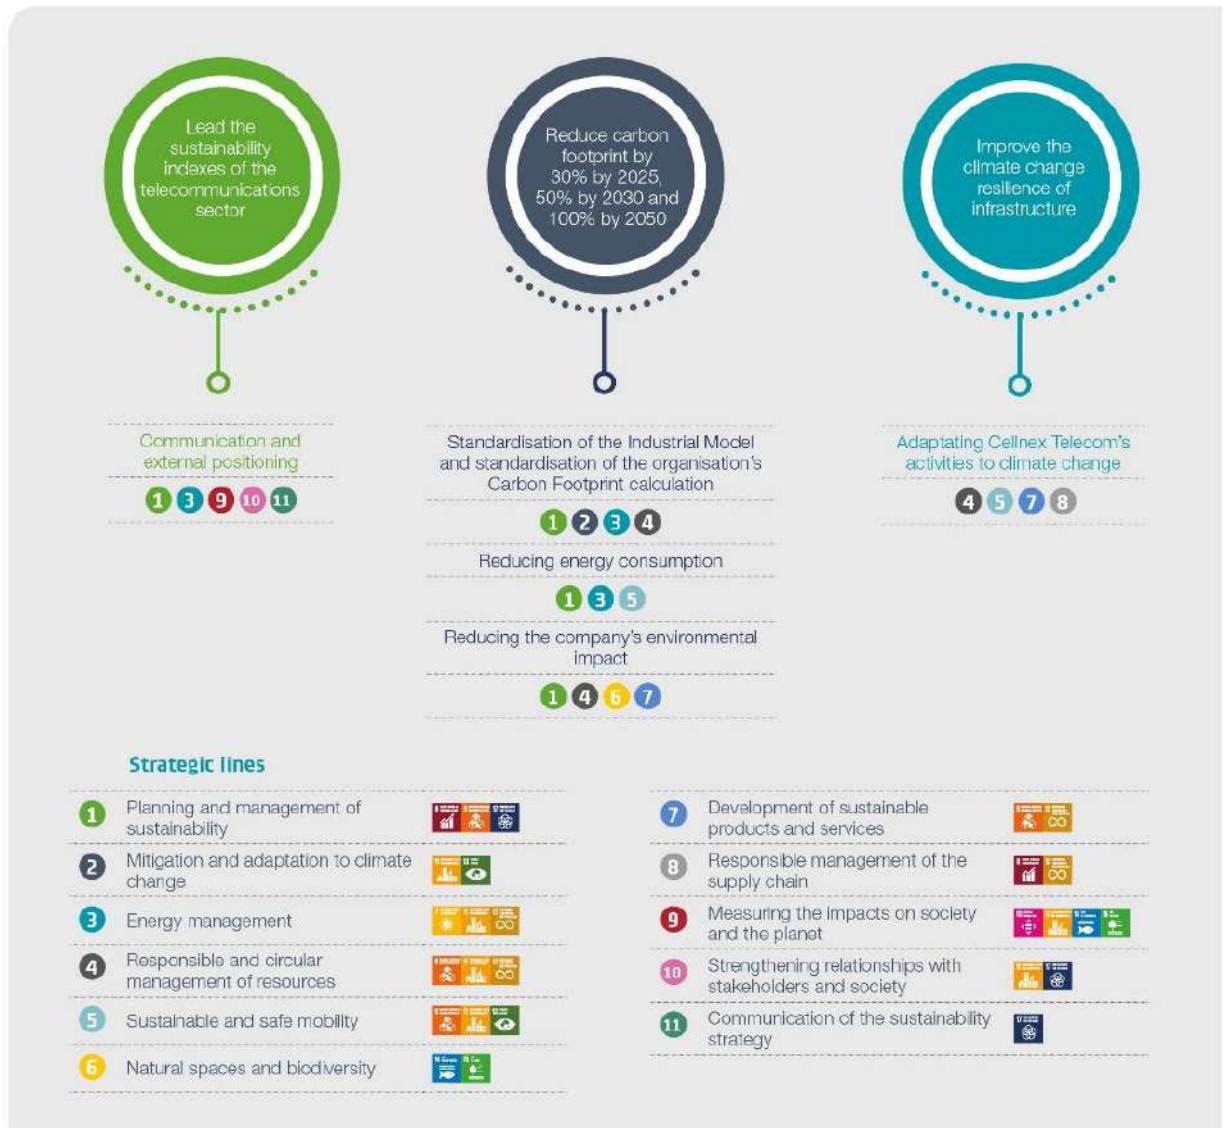 Lead the
sustainability
indexes of the
telecommunications
sector
Reduce carbon
footprint by
30% by 2025,
50% by 2030 and
100% by 2050
Improve the
climate change
resilience of
infrastructure
Communication and
external positioning
1 3 9 10 11
Standardisation of the Industrial Model
and standardisation of the organisation's
Carbon Footprint calculation
1 2 3 4
Reducing energy consumption
1 3 5
Reducing the company's environmental
impact
1 4 6 7
Adaptating Cellnex Telecom's
activities to climate change
4 5 7 8
Strategic lines
1 Planning and management of
sustainability
2 Mitigation and adaptation to climate
change
3 Energy management
4 Responsible and circular
management of resources
5 Sustainable and safe mobility
6 Natural spaces and biodiversity
7 Development of sustainable
products and services
8 Responsible management of the
supply chain
9 Measuring the impacts on society
and the planet
10 Strengthening relationships with
stakeholders and society
11 Communication of the sustainability
strategy